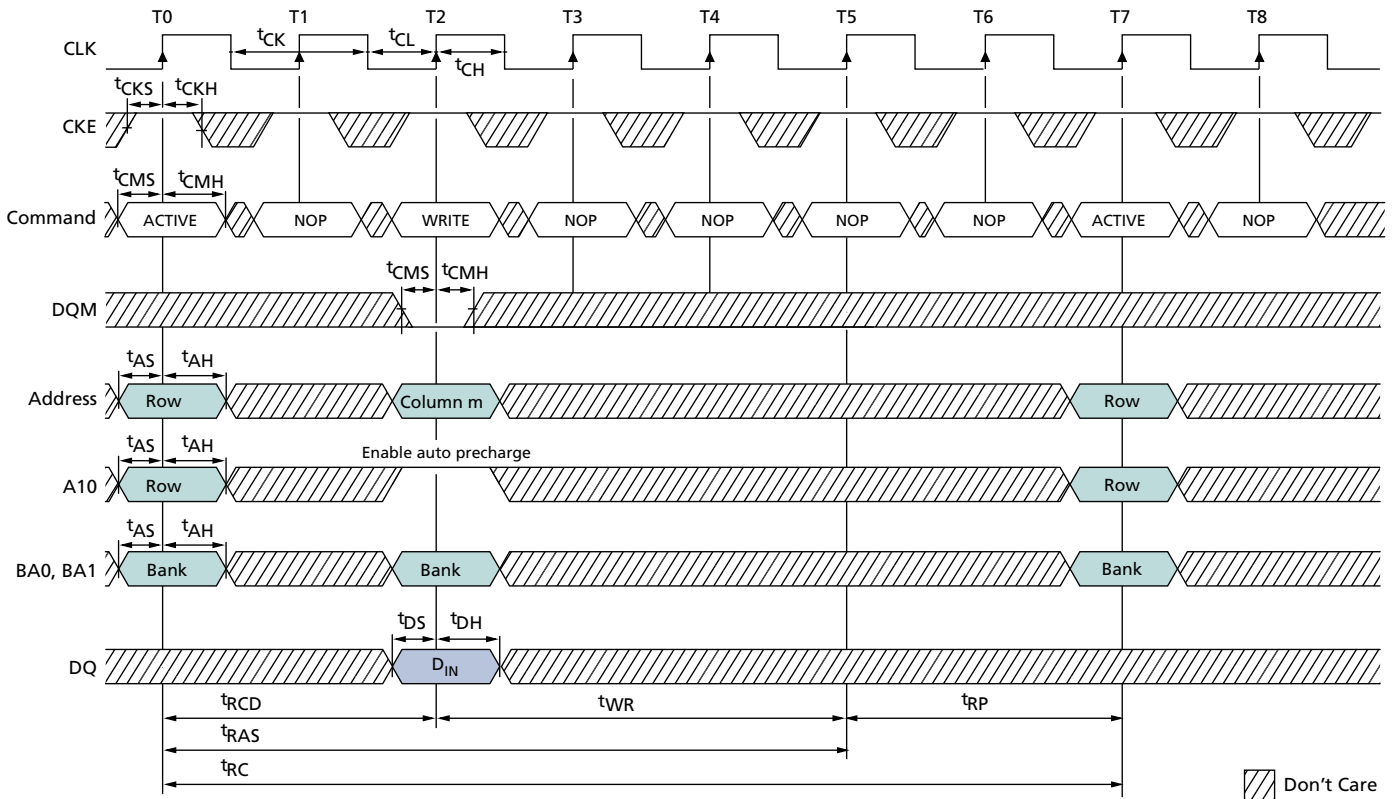 T0 T1 T2 T3 T4 T5 T6 T7 T8
CLK tCK tCL tCH
tCKS tCKH
CKE
tCMS tCMH
Command ACTIVE NOP WRITE NOP NOP NOP NOP ACTIVE NOP
tCMS tCMH
DQM
tAS tAH
Address Row Column m Row
tAS tAH Enable auto precharge
A10 Row Row
tAS tAH
BA0, BA1 Bank Bank Bank
tDS tDH
DQ DIN
tRCD tWR tRP
tRAS
tRC
Don't Care